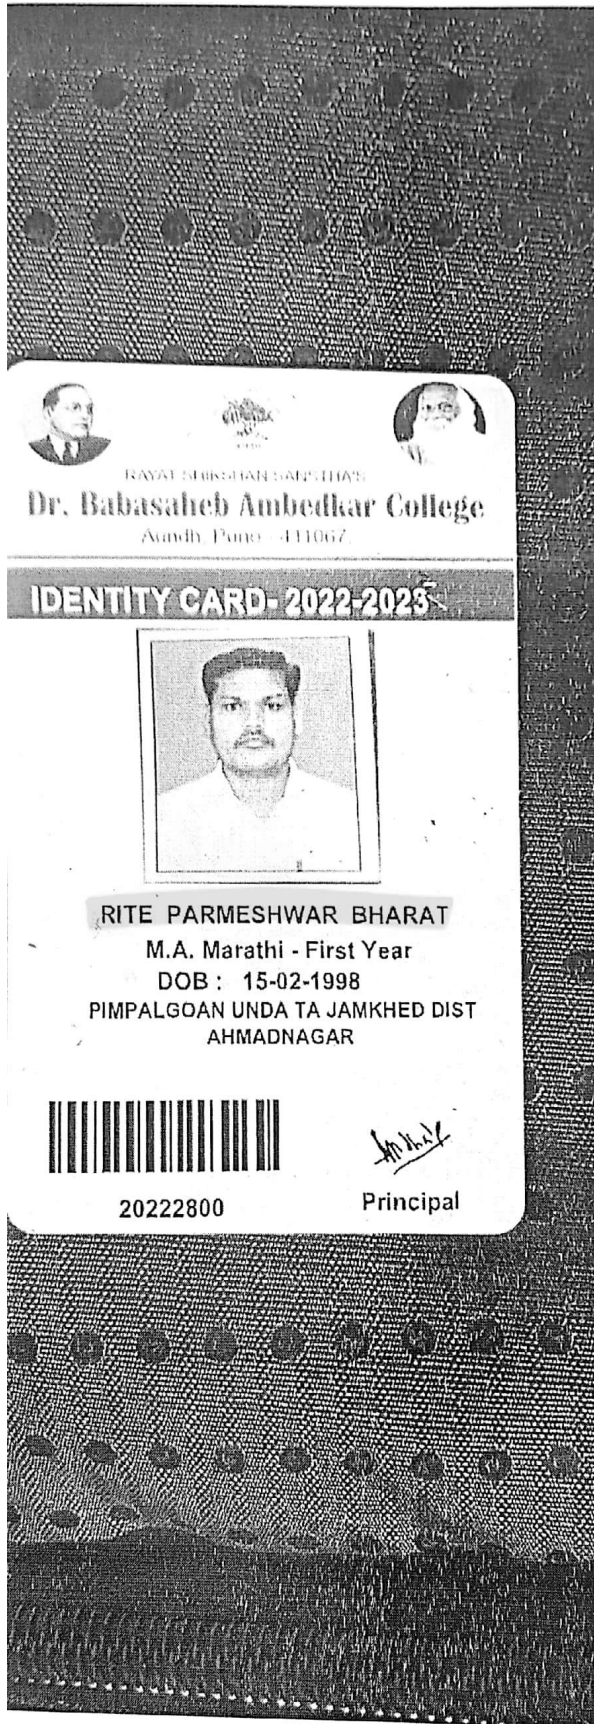 RAYAT SHIKSHAN SANSTHA'S
Dr. Babasaheb Ambedkar College
Aundh, Pune - 411067.
IDENTITY CARD- 2022-2023
RITE PARMESHWAR BHARAT
M.A. Marathi - First Year
DOB : 15-02-1998
PIMPALGOAN UNDA TA JAMKHED DIST
AHMADNAGAR
20222800
Principal